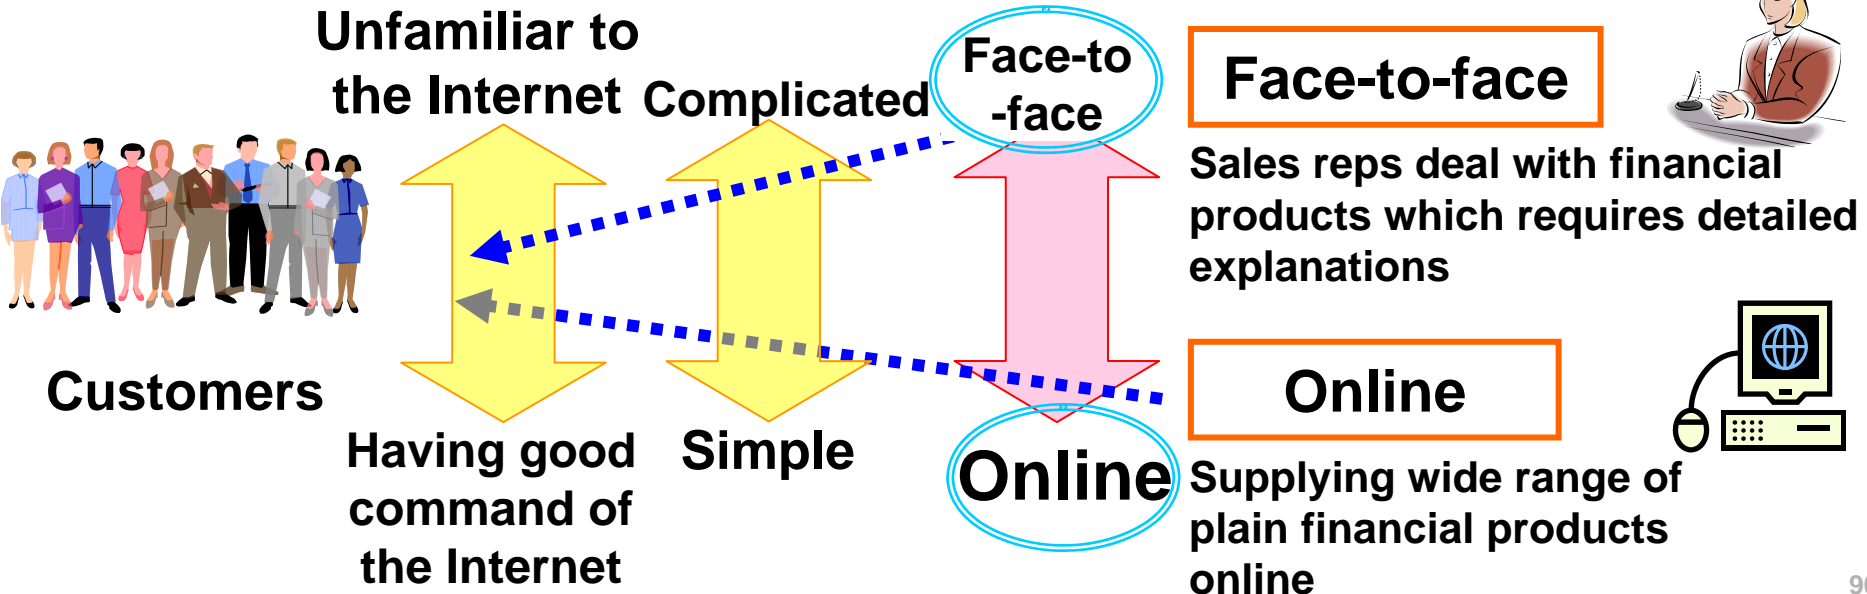 Unfamiliar to
the Internet
Complicated
Face-to
-face
Face-to-face
Sales reps deal with financial
products which requires detailed
explanations
Customers
Having good
command of
the Internet
Simple
Online
Online
Supplying wide range of
plain financial products
online